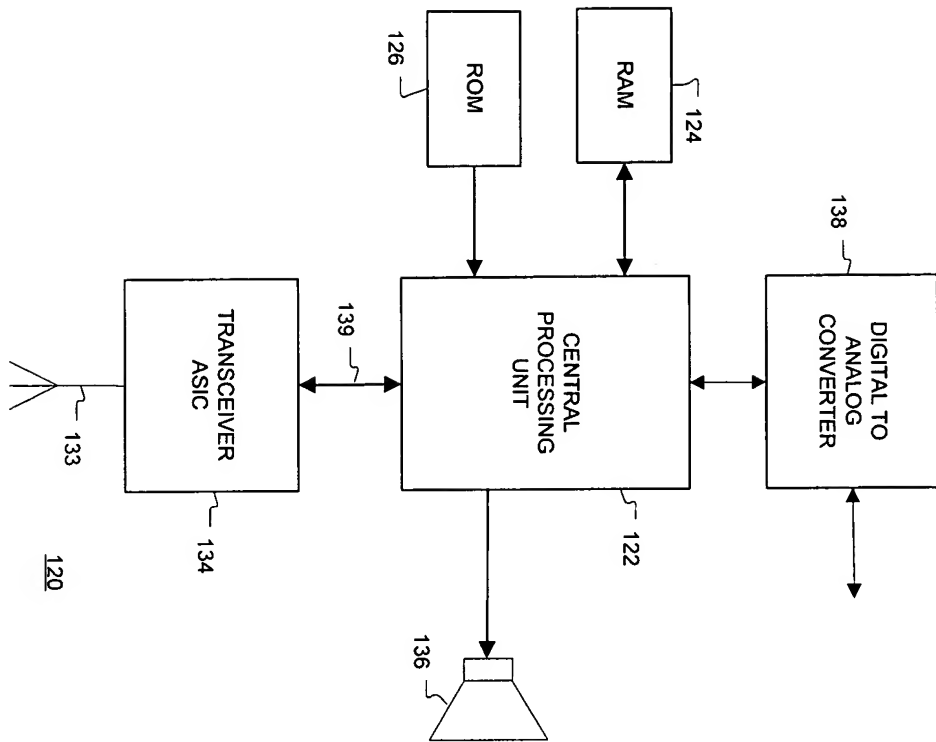 138
DIGITAL TO
ANALOG
CONVERTER
124
RAM
122
CENTRAL
PROCESSING
UNIT
136
ROM
126
139
TRANSCEIVER
ASIC
134
133
120